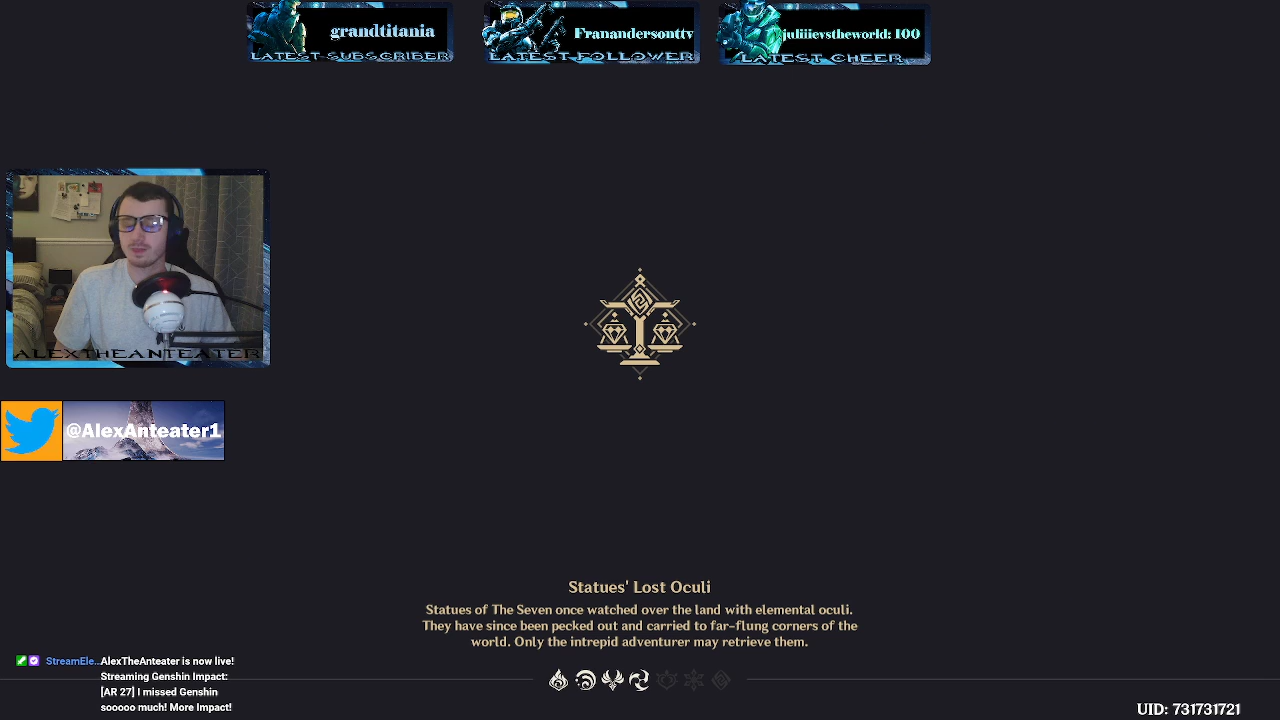 grandtitania
LATEST SUBSCRIBER
Franandersonttv
LATEST FOLLOWER
juliiievstheworld: 100
LATEST CHEER
ALEXTHEANTEATER
@AlexAnteater1
Statues' Lost Oculi
Statues of The Seven once watched over the land with elemental oculi.
They have since been pecked out and carried to far-flung corners of the
world. Only the intrepid adventurer may retrieve them.
StreamEle... AlexTheAnteater is now live!
Streaming Genshin Impact:
[AR 27] I missed Genshin
sooooo much! More Impact!
UID: 731731721